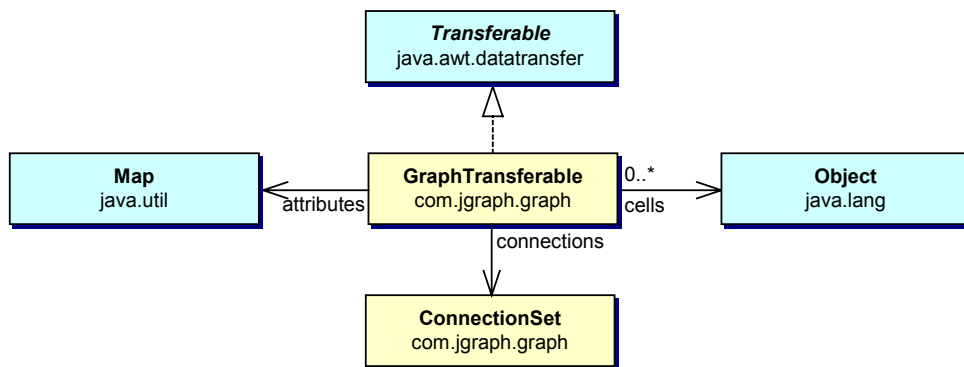 Transferable
java.awt.datatransfer
Map
java.util
attributes
GraphTransferable
com.jgraph.graph
0..*
cells
Object
java.lang
connections
ConnectionSet
com.jgraph.graph